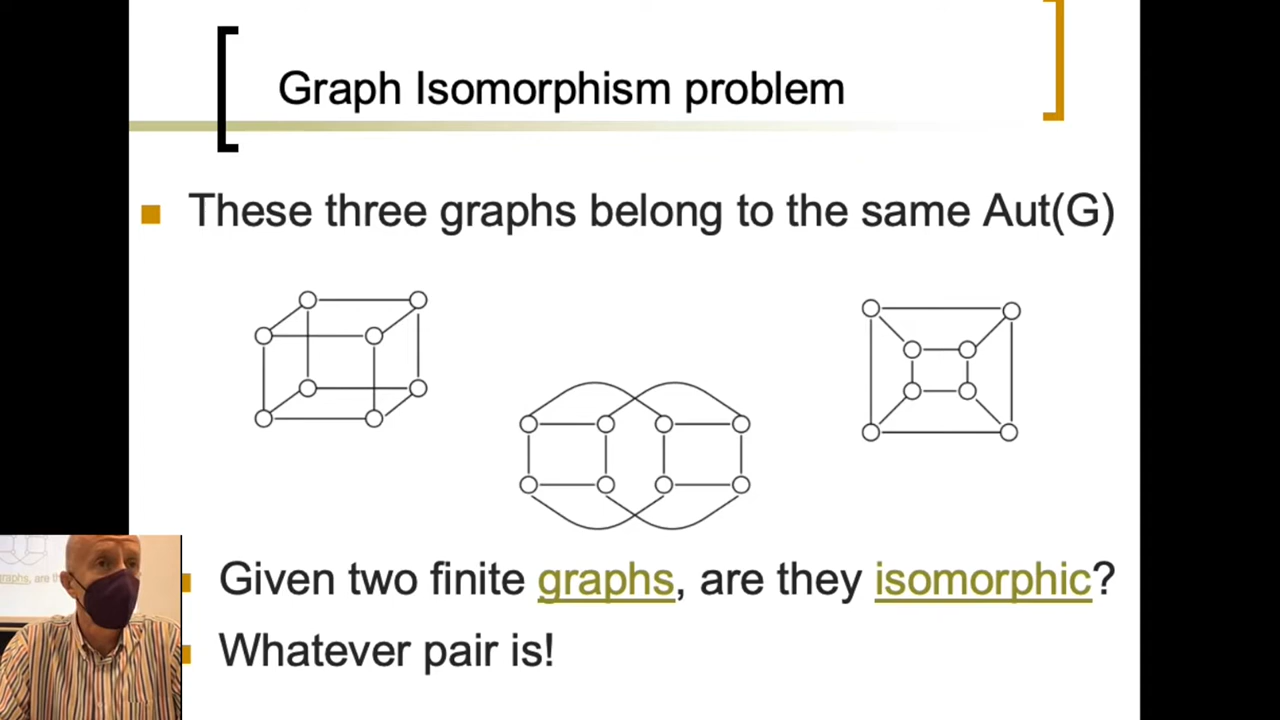 Graph Isomorphism problem
These three graphs belong to the same Aut(G)
Given two finite graphs, are they isomorphic?
Whatever pair is!